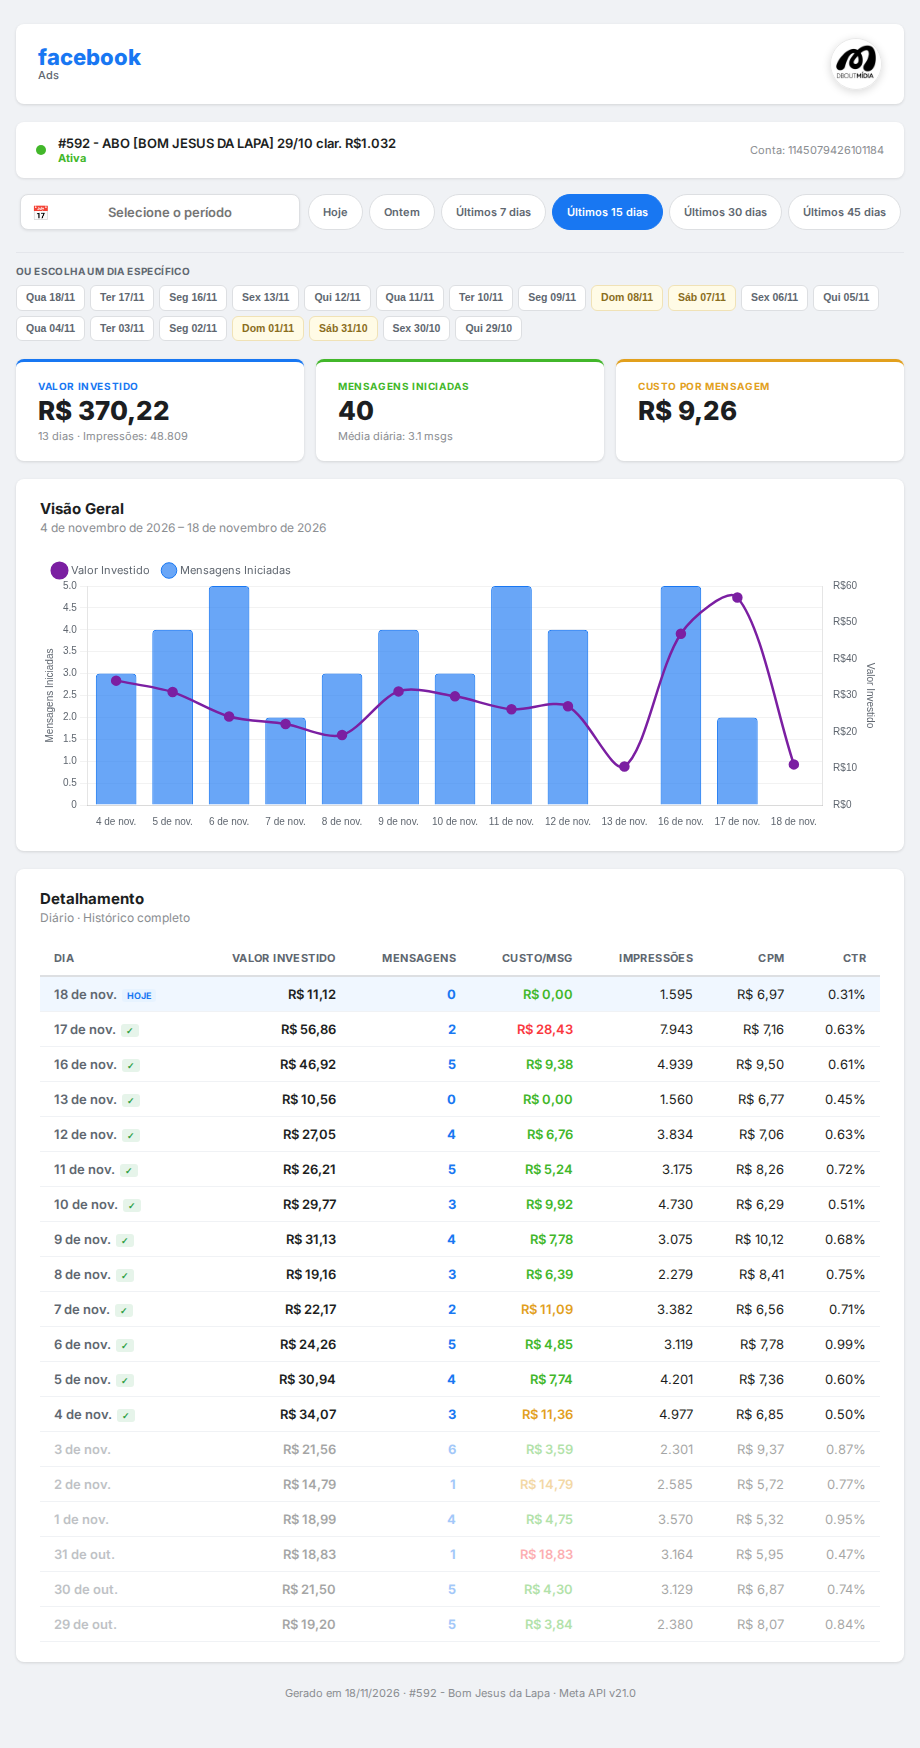 facebook
Ads
DBOUTMÍDIA
#592 - ABO [BOM JESUS DA LAPA] 29/10 clar. R$1.032
Ativa
Conta: 1145079426101184
Selecione o período
Hoje
Ontem
Últimos 7 dias
Últimos 15 dias
Últimos 30 dias
Últimos 45 dias
OU ESCOLHA UM DIA ESPECÍFICO
Qua 18/11 Ter 17/11 Seg 16/11 Sex 13/11 Qui 12/11 Qua 11/11 Ter 10/11 Seg 09/11 Dom 08/11 Sáb 07/11 Sex 06/11 Qui 05/11
Qua 04/11 Ter 03/11 Seg 02/11 Dom 01/11 Sáb 31/10 Sex 30/10 Qui 29/10
VALOR INVESTIDO
R$ 370,22
13 dias · Impressões: 48.809
MENSAGENS INICIADAS
40
Média diária: 3.1 msgs
CUSTO POR MENSAGEM
R$ 9,26
Visão Geral
4 de novembro de 2026 – 18 de novembro de 2026
Valor Investido Mensagens Iniciadas
Mensagens Iniciadas
5.0
4.5
4.0
3.5
3.0
2.5
2.0
1.5
1.0
0.5
0
R$60
R$50
R$40
R$30
R$20
R$10
R$0
Valor Investido
4 de nov. 5 de nov. 6 de nov. 7 de nov. 8 de nov. 9 de nov. 10 de nov. 11 de nov. 12 de nov. 13 de nov. 16 de nov. 17 de nov. 18 de nov.
Detalhamento
Diário · Histórico completo
DIA VALOR INVESTIDO MENSAGENS CUSTO/MSG IMPRESSÕES CPM CTR
18 de nov. HOJE R$ 11,12 0 R$ 0,00 1.595 R$ 6,97 0.31%
17 de nov. ✓ R$ 56,86 2 R$ 28,43 7.943 R$ 7,16 0.63%
16 de nov. ✓ R$ 46,92 5 R$ 9,38 4.939 R$ 9,50 0.61%
13 de nov. ✓ R$ 10,56 0 R$ 0,00 1.560 R$ 6,77 0.45%
12 de nov. ✓ R$ 27,05 4 R$ 6,76 3.834 R$ 7,06 0.63%
11 de nov. ✓ R$ 26,21 5 R$ 5,24 3.175 R$ 8,26 0.72%
10 de nov. ✓ R$ 29,77 3 R$ 9,92 4.730 R$ 6,29 0.51%
9 de nov. ✓ R$ 31,13 4 R$ 7,78 3.075 R$ 10,12 0.68%
8 de nov. ✓ R$ 19,16 3 R$ 6,39 2.279 R$ 8,41 0.75%
7 de nov. ✓ R$ 22,17 2 R$ 11,09 3.382 R$ 6,56 0.71%
6 de nov. ✓ R$ 24,26 5 R$ 4,85 3.119 R$ 7,78 0.99%
5 de nov. ✓ R$ 30,94 4 R$ 7,74 4.201 R$ 7,36 0.60%
4 de nov. ✓ R$ 34,07 3 R$ 11,36 4.977 R$ 6,85 0.50%
3 de nov. R$ 21,56 6 R$ 3,59 2.301 R$ 9,37 0.87%
2 de nov. R$ 14,79 1 R$ 14,79 2.585 R$ 5,72 0.77%
1 de nov. R$ 18,99 4 R$ 4,75 3.570 R$ 5,32 0.95%
31 de out. R$ 18,83 1 R$ 18,83 3.164 R$ 5,95 0.47%
30 de out. R$ 21,50 5 R$ 4,30 3.129 R$ 6,87 0.74%
29 de out. R$ 19,20 5 R$ 3,84 2.380 R$ 8,07 0.84%
Gerado em 18/11/2026 · #592 - Bom Jesus da Lapa · Meta API v21.0